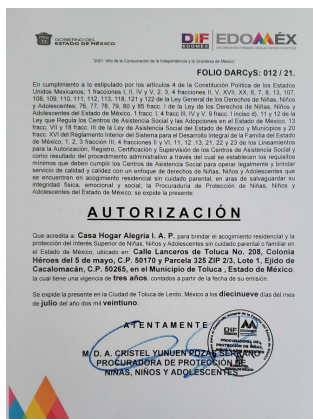 GOBIERNO DEL
ESTADO DE MÉXICO
DIF
EDOMEX
EDOMÉX
"2021. Año de la Consumación de la Independencia y la Grandeza de México"
FOLIO DARCyS: 012 / 21.
En cumplimiento a lo estipulado por los artículos 4 de la Constitución Política de los Estados
Unidos Mexicanos; 1 fracciones I, II, IV y V, 2, 3, 4 fracciones II, V, XVII, XX, 6, 7, 8, 13, 107,
108, 109, 110, 111, 112, 113, 118, 121 y 122 de la Ley General de los Derechos de Niñas, Niños y
Adolescentes; 76, 77, 78, 79, 80 y 85 fracc. I de la Ley de los Derechos de Niñas, Niños y
Adolescentes del Estado de México, 1 fracc. I, 4 fracc III, IV y V, 9 fracc. I inciso d), 11 y 12 de la
Ley que Regula los Centros de Asistencia Social y las Adopciones en el Estado de México, 13
fracc. VII y 18 fracc. III de la Ley de Asistencia Social del Estado de México y Municipios y 20
fracc. XVI del Reglamento Interior del Sistema para el Desarrollo Integral de la Familia del Estado
de México; 1, 2, 3 fracción III, 4 fracciones II y VI, 11, 12 ,13, 21, 22 y 23 de los Lineamientos
para la Autorización, Registro, Certificación y Supervisión de los Centros de Asistencia Social y
como resultado del procedimiento administrativo a través del cual se establecen los requisitos
mínimos que deben cumplir los Centros de Asistencia Social para operar legalmente y brindar
servicio de calidad y calidez con un enfoque de derechos de Niñas, Niños y Adolescentes que
se encuentren en acogimiento residencial sin cuidado parental, en aras de salvaguardar su
integridad física, emocional y social; la Procuraduría de Protección de Niñas, Niños y
Adolescentes del Estado de México, se expide la presente:
AUTORIZACIÓN
Que acredita a: Casa Hogar Alegría I. A. P. para brindar el acogimiento residencial y la
protección del Interés Superior de Niñas, Niños y Adolescentes sin cuidado parental o familiar en
el Estado de México, ubicado en: Calle Lanceros de Toluca No. 208, Colonia
Héroes del 5 de mayo, C.P. 50170 y Parcela 325 ZIP 2/3, Lote 1, Ejido de
Cacalomacán, C.P. 50265, en el Municipio de Toluca , Estado de México,
la cual tiene una vigencia de tres años, contados a partir de la fecha de su emisión.
Se expide la presente en la Ciudad de Toluca de Lerdo, México a los diecinueve días del mes
de julio del año dos mil veintiuno.
ATENTAMENTE
DIF
EDOMÉX
PROCURADURÍA DE
PROTECCIÓN DE NIÑAS,
NIÑOS Y ADOLESCENTES
M. D. A. CRISTEL YUNUEN POZAS SERRANO
PROCURADORA DE PROTECCIÓN DE
NIÑAS, NIÑOS Y ADOLESCENTES